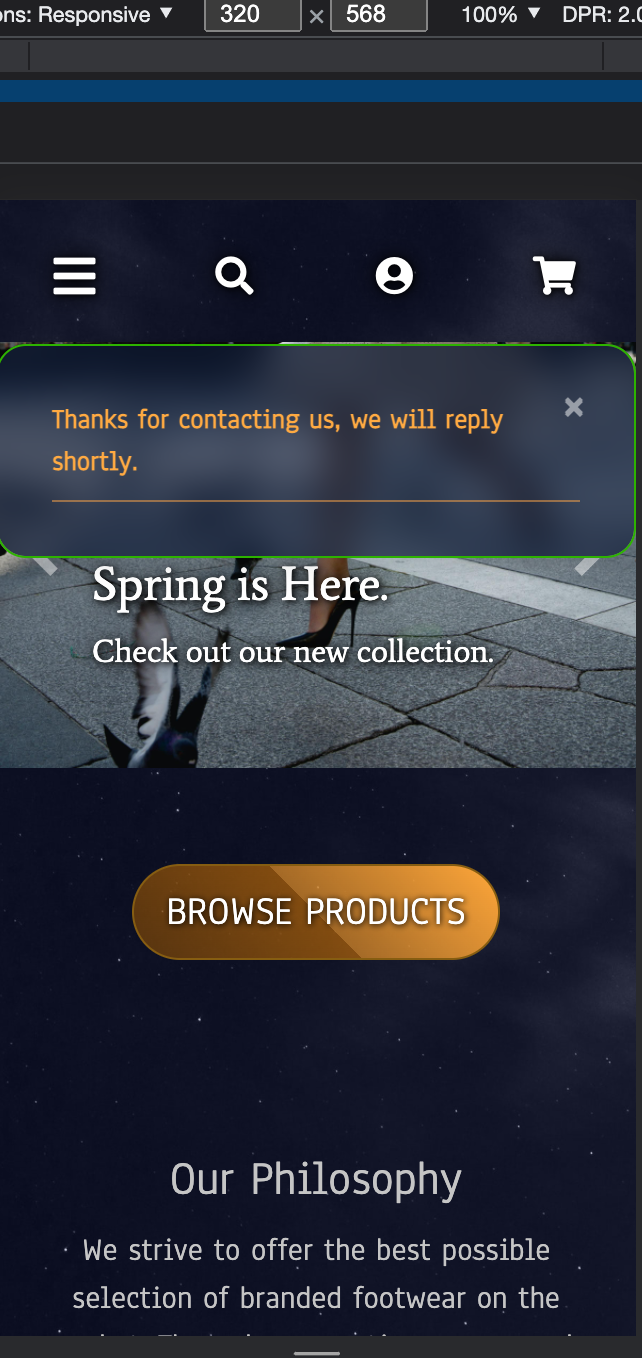 ons: Responsive ▼ 320 × 568 100% ▼ DPR: 2.0
Thanks for contacting us, we will reply
shortly.
Spring is Here.
Check out our new collection.
BROWSE PRODUCTS
Our Philosophy
We strive to offer the best possible
selection of branded footwear on the